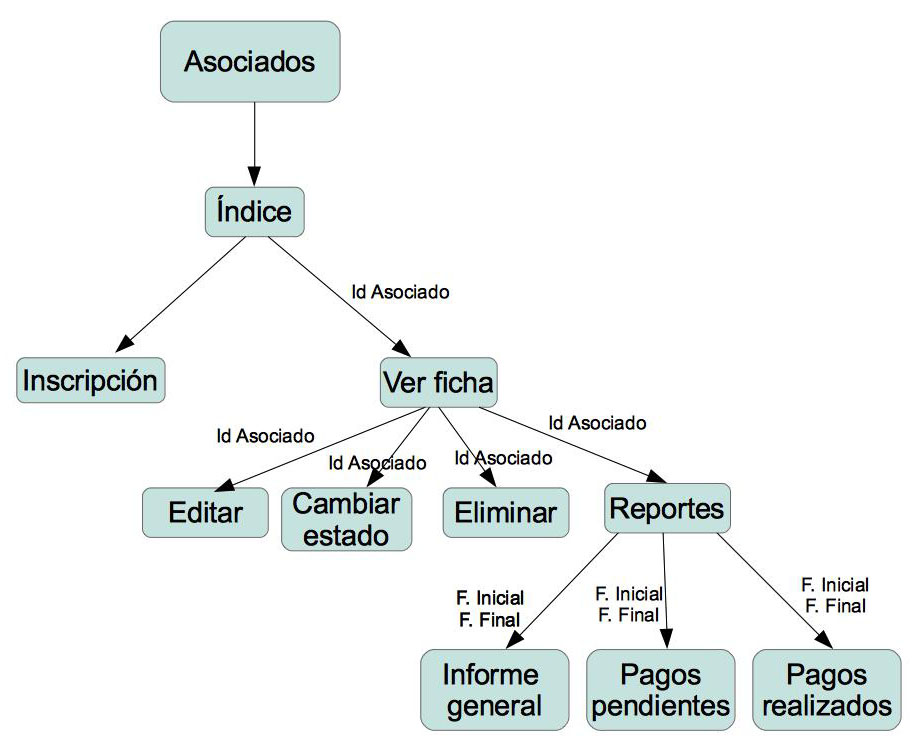 Asociados
Índice
Id Asociado
Inscripción
Ver ficha
Id Asociado
Id Asociado
Id Asociado
Id Asociado
Editar
Cambiar
estado
Eliminar
Reportes
F. Inicial
F. Final
F. Inicial
F. Final
F. Inicial
F. Final
Informe
general
Pagos
pendientes
Pagos
realizados